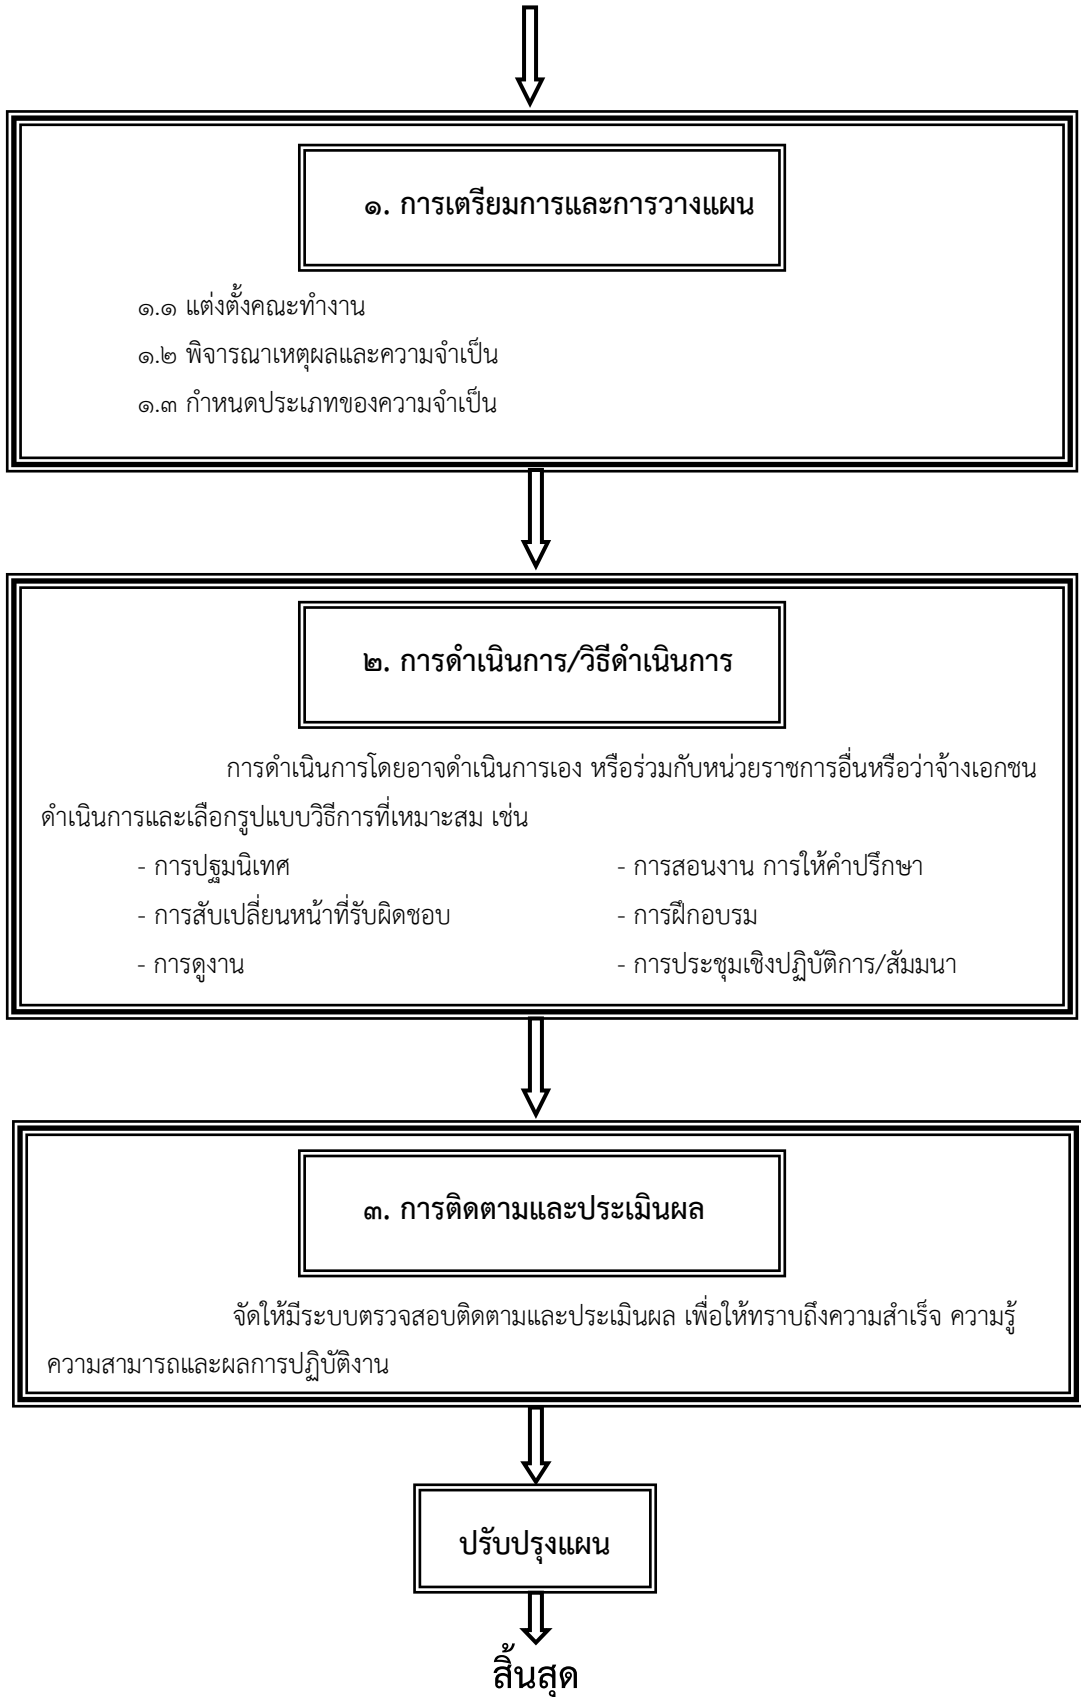 ๑. การเตรียมการและการวางแผน
๑.๑ แต่งตั้งคณะทำงาน
๑.๒ พิจารณาเหตุผลและความจำเป็น
๑.๓ กำหนดประเภทของความจำเป็น
๒. การดำเนินการ/วิธีดำเนินการ
การดำเนินการโดยอาจดำเนินการเอง หรือร่วมกับหน่วยราชการอื่นหรือว่าจ้างเอกชน
ดำเนินการและเลือกรูปแบบวิธีการที่เหมาะสม เช่น
- การปฐมนิเทศ - การสอนงาน การให้คำปรึกษา
- การสับเปลี่ยนหน้าที่รับผิดชอบ - การฝึกอบรม
- การดูงาน - การประชุมเชิงปฏิบัติการ/สัมมนา
๓. การติดตามและประเมินผล
จัดให้มีระบบตรวจสอบติดตามและประเมินผล เพื่อให้ทราบถึงความสำเร็จ ความรู้
ความสามารถและผลการปฏิบัติงาน
ปรับปรุงแผน
สิ้นสุด